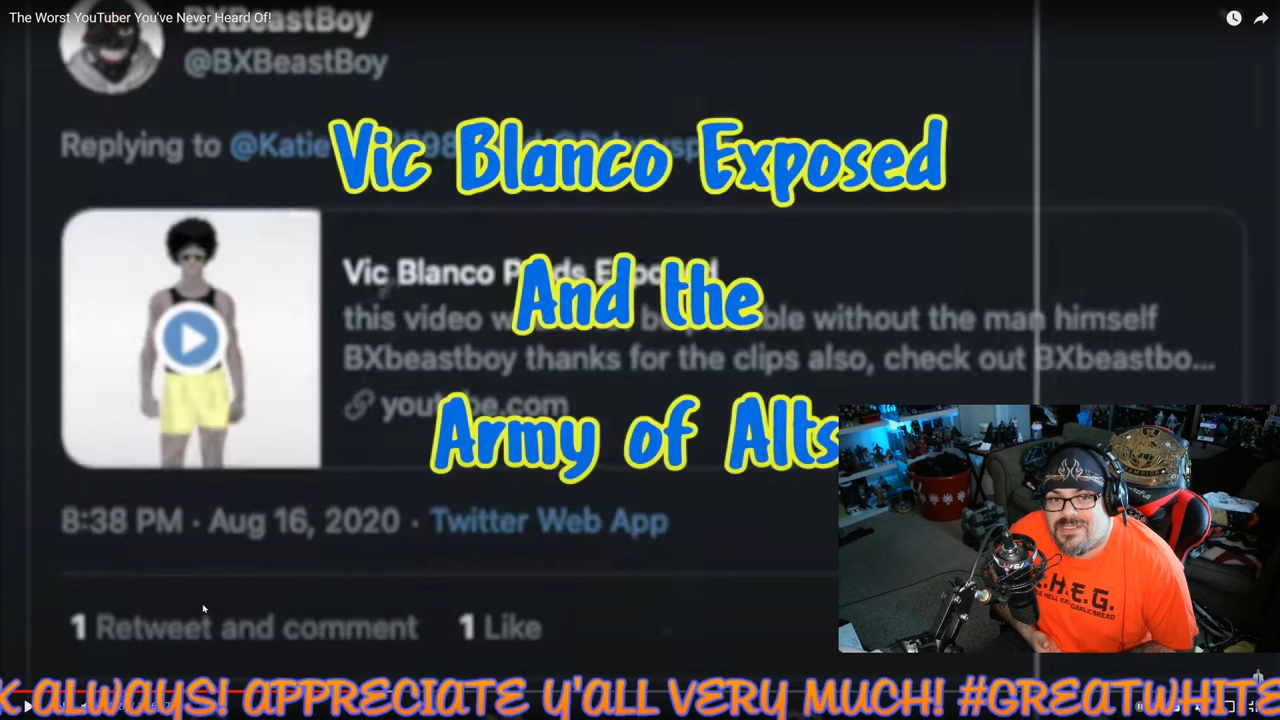 The Worst YouTuber You've Never Heard Of!
BXBeastBoy
@BXBeastBoy
Replying to @Katie
Vic Blanco Exposed
Vic Blanco
And the
this video
without the man himself
BXbeastboy thanks for the clips also, check out BXbeastbo...
youtube.com
Army of Alts
8:38 PM · Aug 16, 2020 · Twitter Web App
1 Retweet and comment 1 Like
.H.E.G.
K ALWAYS! APPRECIATE Y'ALL VERY MUCH! #GREATWHITE